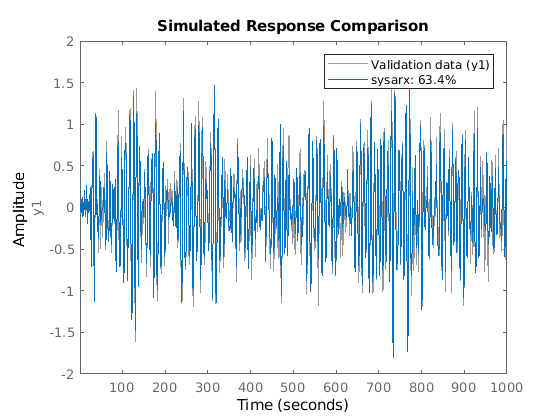 Simulated Response Comparison
2
1.5
1
0.5
0
-0.5
-1
-1.5
-2
Amplitude
y1
Validation data (y1)
sysarx: 63.4%
100 200 300 400 500 600 700 800 900 1000
Time (seconds)